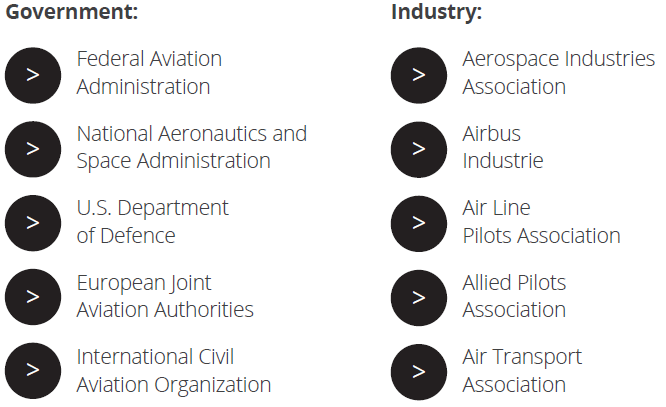 Government:
> Federal Aviation
Administration
> National Aeronautics and
Space Administration
> U.S. Department
of Defence
> European Joint
Aviation Authorities
> International Civil
Aviation Organization
Industry:
> Aerospace Industries
Association
> Airbus
Industrie
> Air Line
Pilots Association
> Allied Pilots
Association
> Air Transport
Association